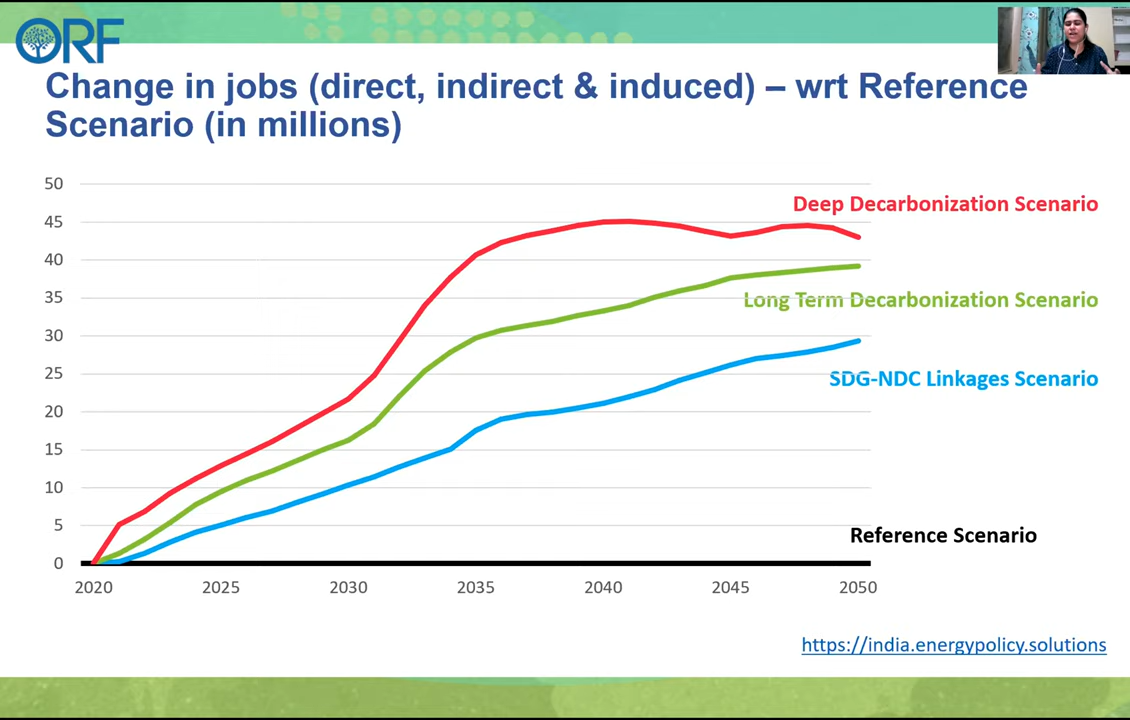 ORF
Change in jobs (direct, indirect & induced) – wrt Reference
Scenario (in millions)
50
45
40
35
30
25
20
15
10
5
0
Deep Decarbonization Scenario
Long Term Decarbonization Scenario
SDG-NDC Linkages Scenario
Reference Scenario
2020 2025 2030 2035 2040 2045 2050
https://india.energypolicy.solutions